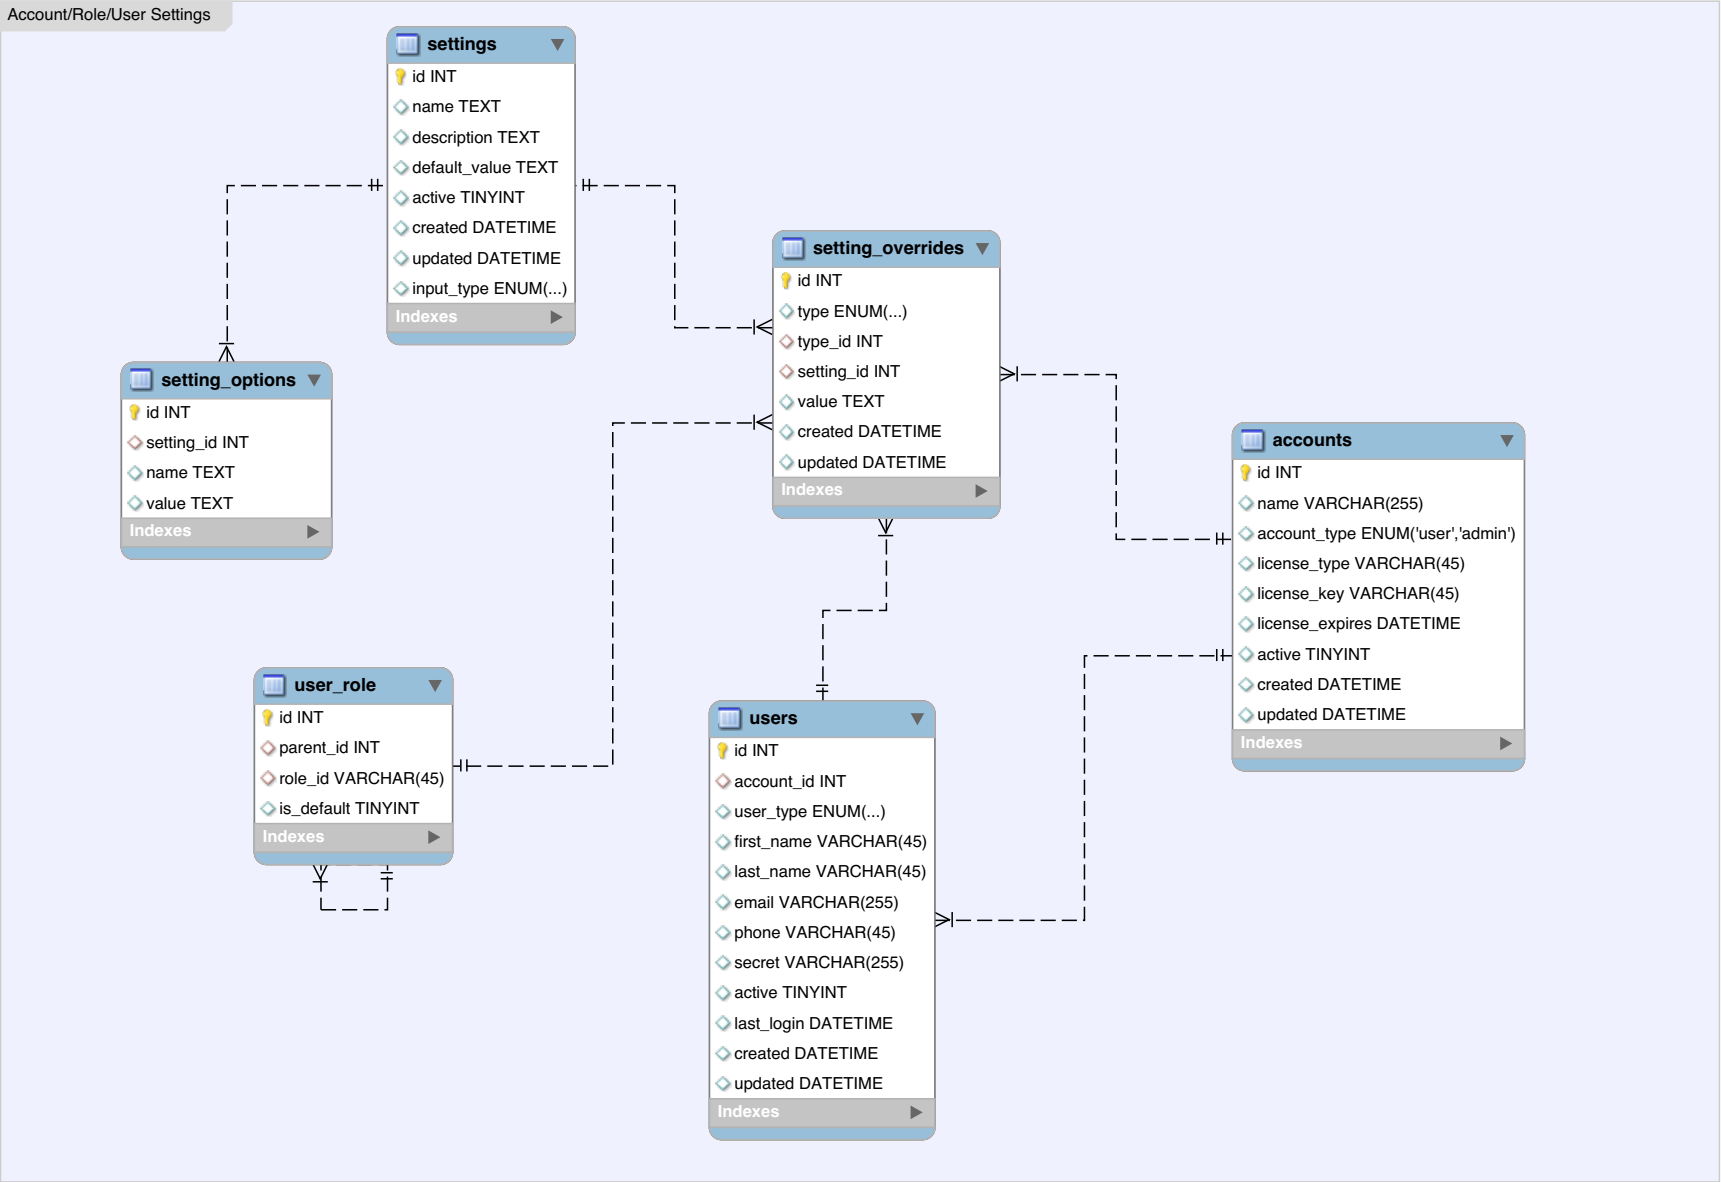 Account/Role/User Settings
settings
id INT
name TEXT
description TEXT
default_value TEXT
active TINYINT
created DATETIME
updated DATETIME
input_type ENUM(...)
Indexes
setting_options
id INT
setting_id INT
name TEXT
value TEXT
Indexes
setting_overrides
id INT
type ENUM(...)
type_id INT
setting_id INT
value TEXT
created DATETIME
updated DATETIME
Indexes
accounts
id INT
name VARCHAR(255)
account_type ENUM('user','admin')
license_type VARCHAR(45)
license_key VARCHAR(45)
license_expires DATETIME
active TINYINT
created DATETIME
updated DATETIME
Indexes
user_role
id INT
parent_id INT
role_id VARCHAR(45)
is_default TINYINT
Indexes
users
id INT
account_id INT
user_type ENUM(...)
first_name VARCHAR(45)
last_name VARCHAR(45)
email VARCHAR(255)
phone VARCHAR(45)
secret VARCHAR(255)
active TINYINT
last_login DATETIME
created DATETIME
updated DATETIME
Indexes